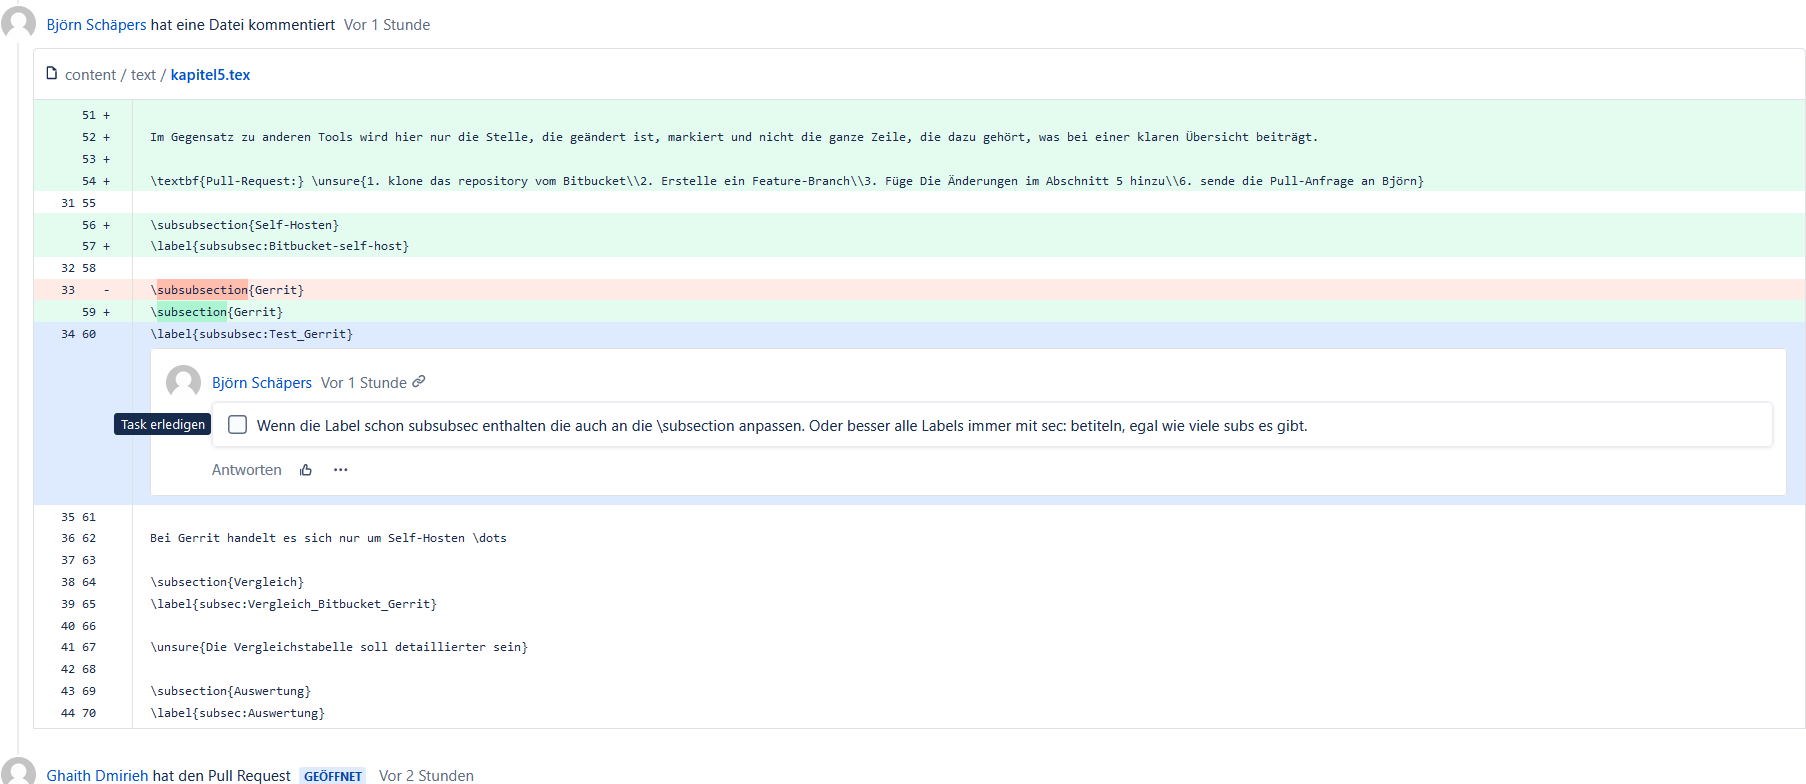 Björn Schäpers hat eine Datei kommentiert Vor 1 Stunde
content / text / kapitel5.tex
51 +
52 + Im Gegensatz zu anderen Tools wird hier nur die Stelle, die geändert ist, markiert und nicht die ganze Zeile, die dazu gehört, was bei einer klaren Übersicht beiträgt.
53 +
54 + \textbf{Pull-Request:} \unsure{1. klone das repository vom Bitbucket\\2. Erstelle ein Feature-Branch\\3. Füge Die Änderungen im Abschnitt 5 hinzu\\6. sende die Pull-Anfrage an Björn}
31 55
56 + \subsubsection{Self-Hosten}
57 + \label{subsubsec:Bitbucket-self-host}
32 58
33 - \subsubsection{Gerrit}
59 + \subsection{Gerrit}
34 60 \label{subsubsec:Test_Gerrit}
Björn Schäpers Vor 1 Stunde
Task erledigen Wenn die Label schon subsubsec enthalten die auch an die \subsection anpassen. Oder besser alle Labels immer mit sec: betiteln, egal wie viele subs es gibt.
Antworten
35 61
36 62 Bei Gerrit handelt es sich nur um Self-Hosten \dots
37 63
38 64 \subsection{Vergleich}
39 65 \label{subsec:Vergleich_Bitbucket_Gerrit}
40 66
41 67 \unsure{Die Vergleichstabelle soll detaillierter sein}
42 68
43 69 \subsection{Auswertung}
44 70 \label{subsec:Auswertung}
Ghaith Dmirieh hat den Pull Request GEÖFFNET Vor 2 Stunden